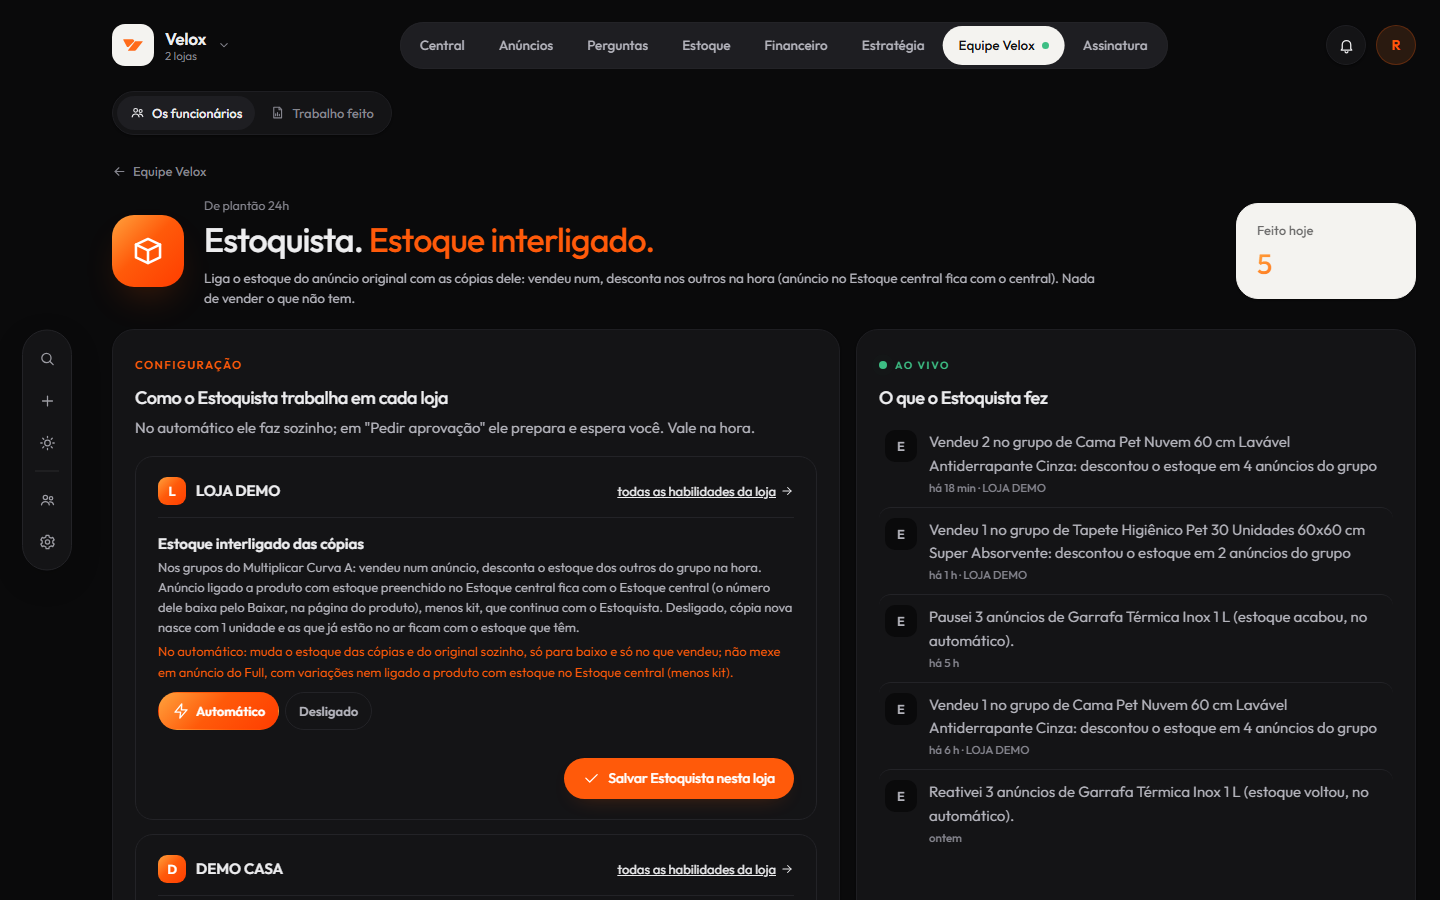 Velox
2 lojas
Central
Anúncios
Perguntas
Estoque
Financeiro
Estratégia
Equipe Velox
Assinatura
R
Os funcionários
Trabalho feito
← Equipe Velox
De plantão 24h
Estoquista. Estoque interligado.
Liga o estoque do anúncio original com as cópias dele: vendeu num, desconta nos outros na hora (anúncio no Estoque central fica com o central). Nada
de vender o que não tem.
Feito hoje
5
CONFIGURAÇÃO
Como o Estoquista trabalha em cada loja
No automático ele faz sozinho; em "Pedir aprovação" ele prepara e espera você. Vale na hora.
L
LOJA DEMO
todas as habilidades da loja →
Estoque interligado das cópias
Nos grupos do Multiplicar Curva A: vendeu num anúncio, desconta o estoque dos outros do grupo na hora.
Anúncio ligado a produto com estoque preenchido no Estoque central fica com o Estoque central (o número
dele baixa pelo Baixar, na página do produto), menos kit, que continua com o Estoquista. Desligado, cópia nova
nasce com 1 unidade e as que já estão no ar ficam com o estoque que têm.
No automático: muda o estoque das cópias e do original sozinho, só para baixo e só no que vendeu; não mexe
em anúncio do Full, com variações nem ligado a produto com estoque no Estoque central (menos kit).
Automático
Desligado
Salvar Estoquista nesta loja
D
DEMO CASA
todas as habilidades da loja →
AO VIVO
O que o Estoquista fez
E
Vendeu 2 no grupo de Cama Pet Nuvem 60 cm Lavável
Antiderrapante Cinza: descontou o estoque em 4 anúncios do grupo
há 18 min · LOJA DEMO
E
Vendeu 1 no grupo de Tapete Higiênico Pet 30 Unidades 60x60 cm
Super Absorvente: descontou o estoque em 2 anúncios do grupo
há 1 h · LOJA DEMO
E
Pausei 3 anúncios de Garrafa Térmica Inox 1 L (estoque acabou, no
automático).
há 5 h
E
Vendeu 1 no grupo de Cama Pet Nuvem 60 cm Lavável
Antiderrapante Cinza: descontou o estoque em 4 anúncios do grupo
há 6 h · LOJA DEMO
E
Reativei 3 anúncios de Garrafa Térmica Inox 1 L (estoque voltou, no
automático).
ontem